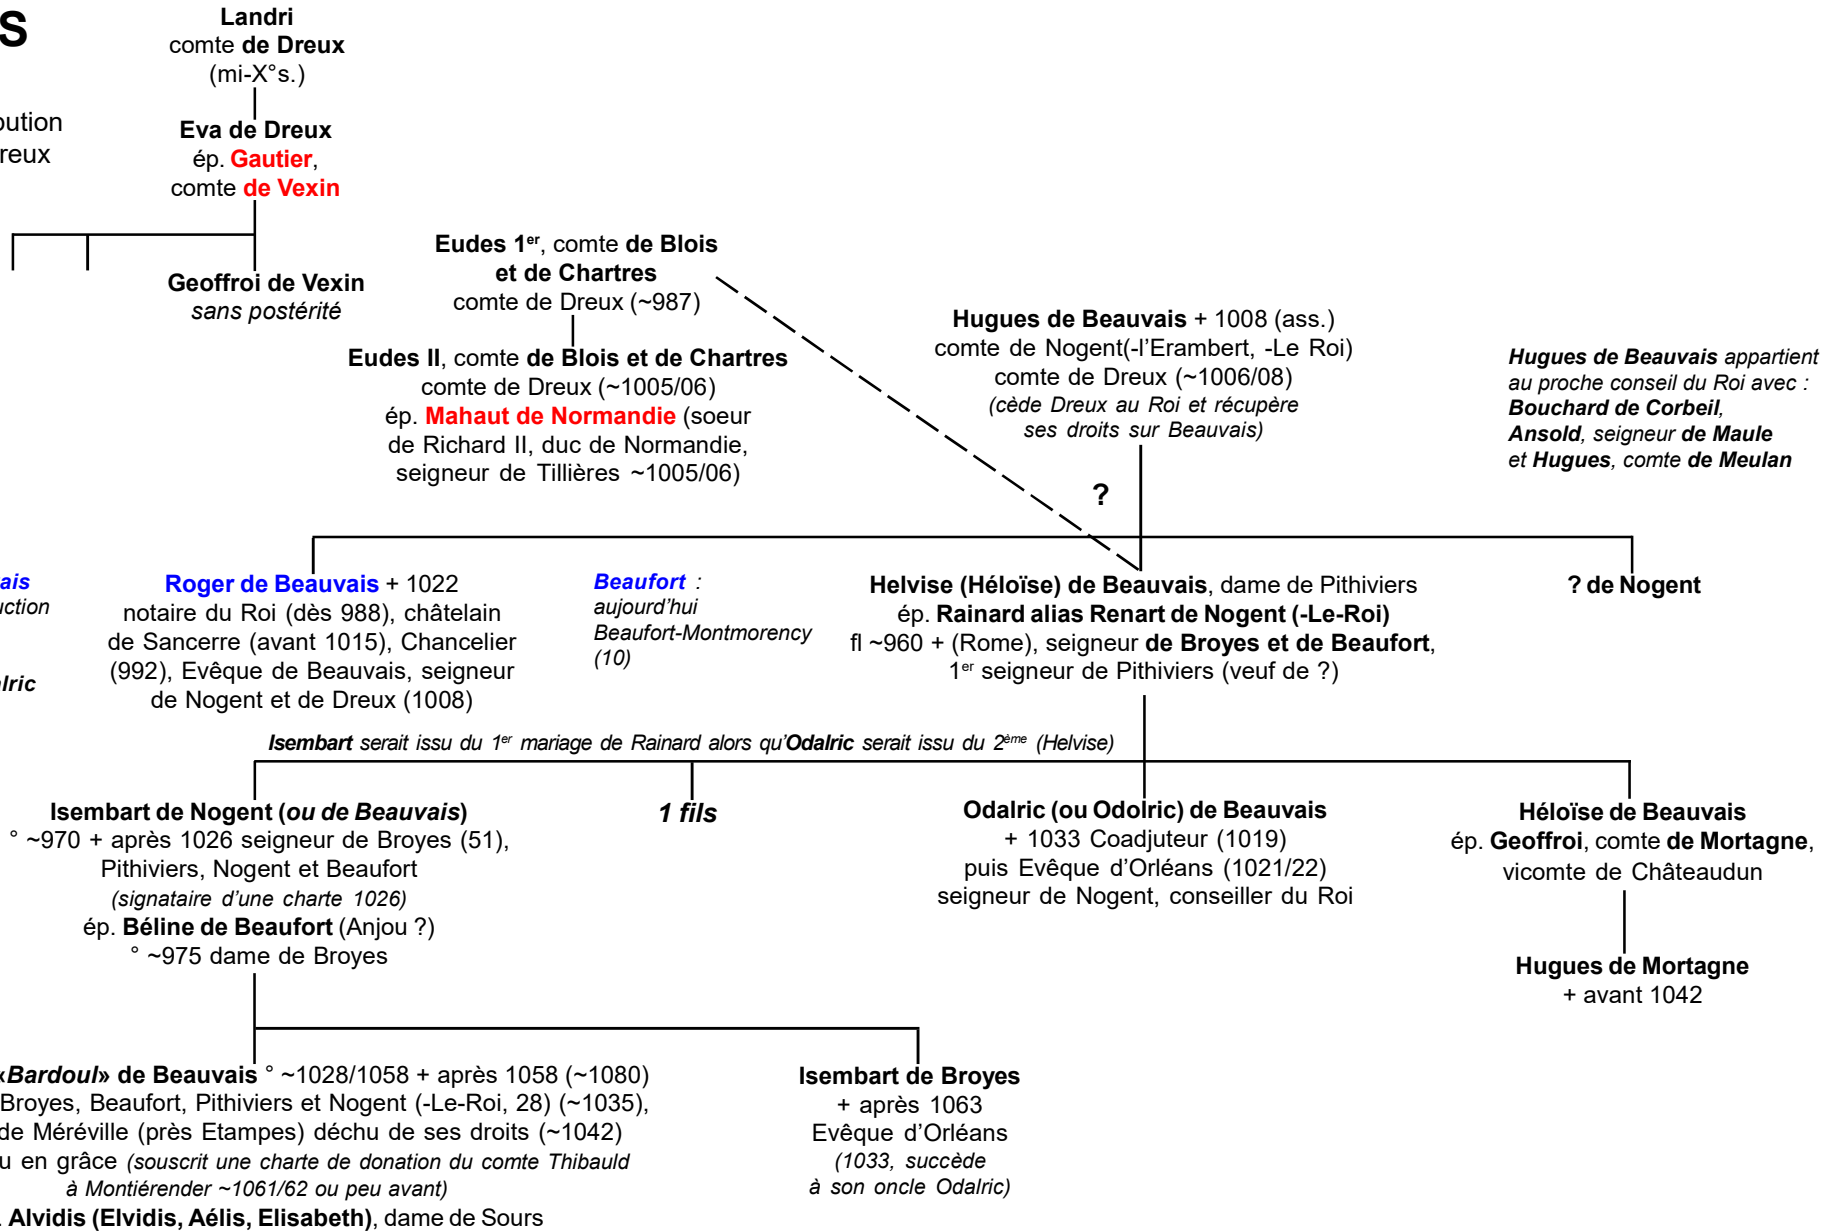 S
Landri
comte de Dreux
(mi-X°s.)
bution
reux
Eva de Dreux
ép. Gautier,
comte de Vexin
Geoffroi de Vexin
sans postérité
Eudes 1er, comte de Blois
et de Chartres
comte de Dreux (~987)
Eudes II, comte de Blois et de Chartres
comte de Dreux (~1005/06)
ép. Mahaut de Normandie (soeur
de Richard II, duc de Normandie,
seigneur de Tillières ~1005/06)
Hugues de Beauvais + 1008 (ass.)
comte de Nogent(-l'Erambert, -Le Roi)
comte de Dreux (~1006/08)
(cède Dreux au Roi et récupère
ses droits sur Beauvais)
Hugues de Beauvais appartient
au proche conseil du Roi avec :
Bouchard de Corbeil,
Ansold, seigneur de Maule
et Hugues, comte de Meulan
?
ais
uction
alric
Roger de Beauvais + 1022
notaire du Roi (dès 988), châtelain
de Sancerre (avant 1015), Chancelier
(992), Evêque de Beauvais, seigneur
de Nogent et de Dreux (1008)
Beaufort :
aujourd'hui
Beaufort-Montmorency
(10)
Helvise (Héloïse) de Beauvais, dame de Pithiviers
ép. Rainard alias Renart de Nogent (-Le-Roi)
fl ~960 + (Rome), seigneur de Broyes et de Beaufort,
1er seigneur de Pithiviers (veuf de ?)
? de Nogent
Isembart serait issu du 1er mariage de Rainard alors qu'Odalric serait issu du 2ème (Helvise)
Isembart de Nogent (ou de Beauvais)
° ~970 + après 1026 seigneur de Broyes (51),
Pithiviers, Nogent et Beaufort
(signataire d'une charte 1026)
ép. Béline de Beaufort (Anjou ?)
° ~975 dame de Broyes
1 fils
Odalric (ou Odolric) de Beauvais
+ 1033 Coadjuteur (1019)
puis Evêque d'Orléans (1021/22)
seigneur de Nogent, conseiller du Roi
Héloïse de Beauvais
ép. Geoffroi, comte de Mortagne,
vicomte de Châteaudun
Hugues de Mortagne
+ avant 1042
«Bardoul» de Beauvais ° ~1028/1058 + après 1058 (~1080)
Broyes, Beaufort, Pithiviers et Nogent (-Le-Roi, 28) (~1035),
de Méréville (près Etampes) déchu de ses droits (~1042)
u en grâce (souscrit une charte de donation du comte Thibauld
à Montiérender ~1061/62 ou peu avant)
. Alvidis (Elvidis, Aélis, Elisabeth), dame de Sours
Isembart de Broyes
+ après 1063
Evêque d'Orléans
(1033, succède
à son oncle Odalric)